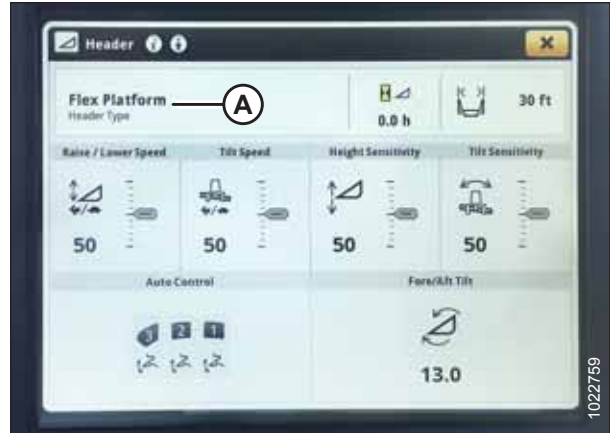 Header
Flex Platform
Header Type
A
0.0 h
30 ft
Raise / Lower Speed
Tilt Speed
Height Sensitivity
Tilt Sensitivity
50
50
50
50
Auto Control
Fore/Aft Tilt
3 2 1
13.0
1022759